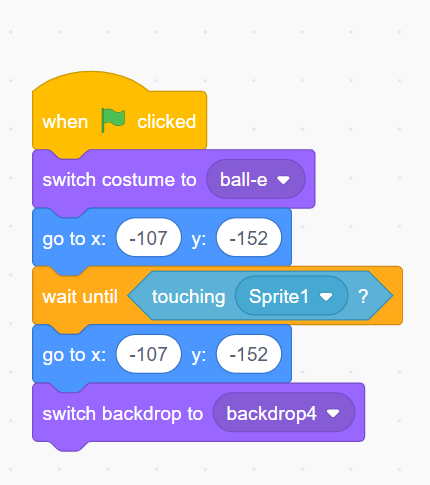 when clicked
switch costume to ball-e
go to x: -107 y: -152
wait until touching Sprite1 ?
go to x: -107 y: -152
switch backdrop to backdrop4